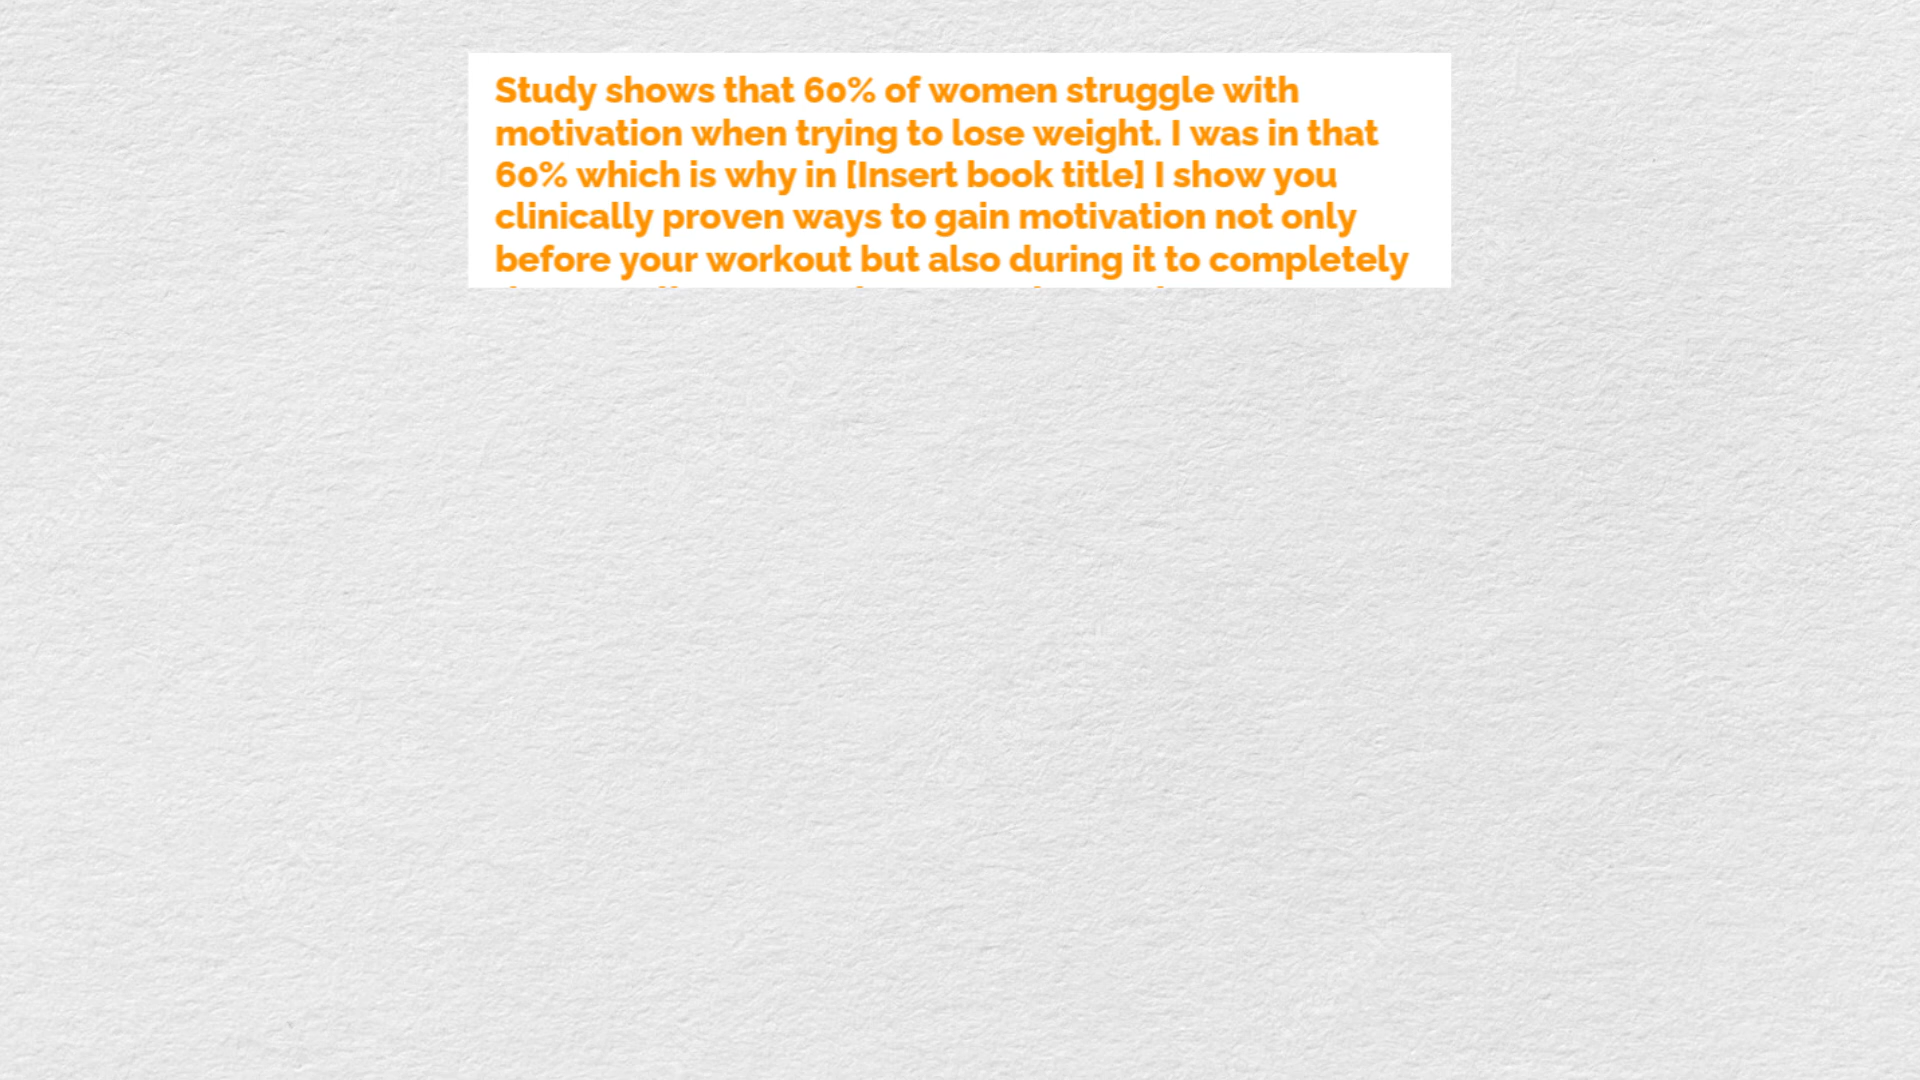 Study shows that 60% of women struggle with
motivation when trying to lose weight. I was in that
60% which is why in [Insert book title] I show you
clinically proven ways to gain motivation not only
before your workout but also during it to completely